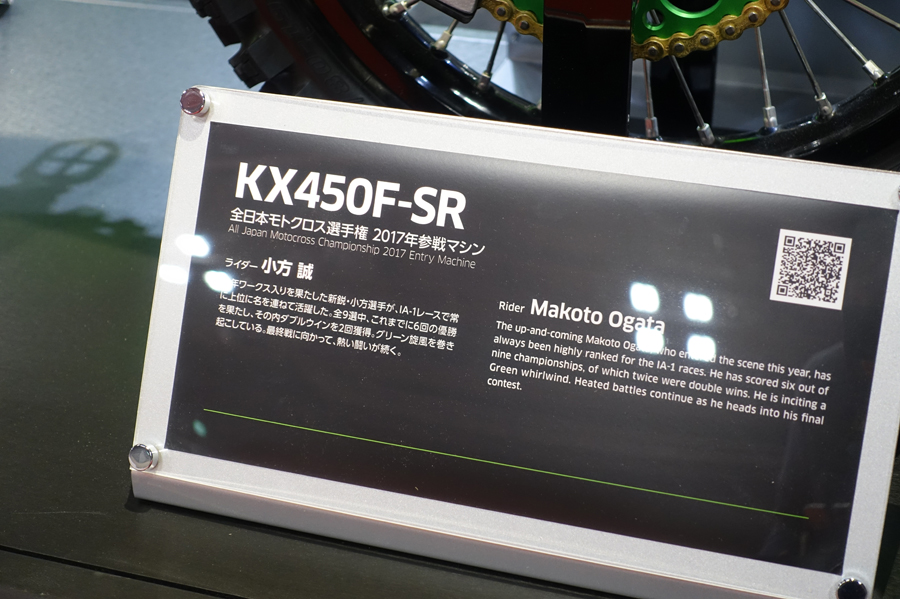 KX450F-SR
全日本モトクロス選手権 2017年参戦マシン
All Japan Motocross Championship 2017 Entry Machine
ライダー 小方 誠
年ワークス入りを果たした新鋭・小方選手が、IA-1レースで常
に上位に名を連ねて活躍した。全9選中、これまでに6回の優勝
を果たし、その内ダブルウインを2回獲得。グリーン旋風を巻き
起こしている。最終戦に向かって、熱い闘いが続く。
Rider Makoto Ogata
The up-and-coming Makoto Ogata who the scene this year, has
always been highly ranked for the IA-1 races. He has scored six out of
nine championships, of which twice were double wins. He is inciting a
Green whirlwind. Heated battles continue as he heads into his final
contest.